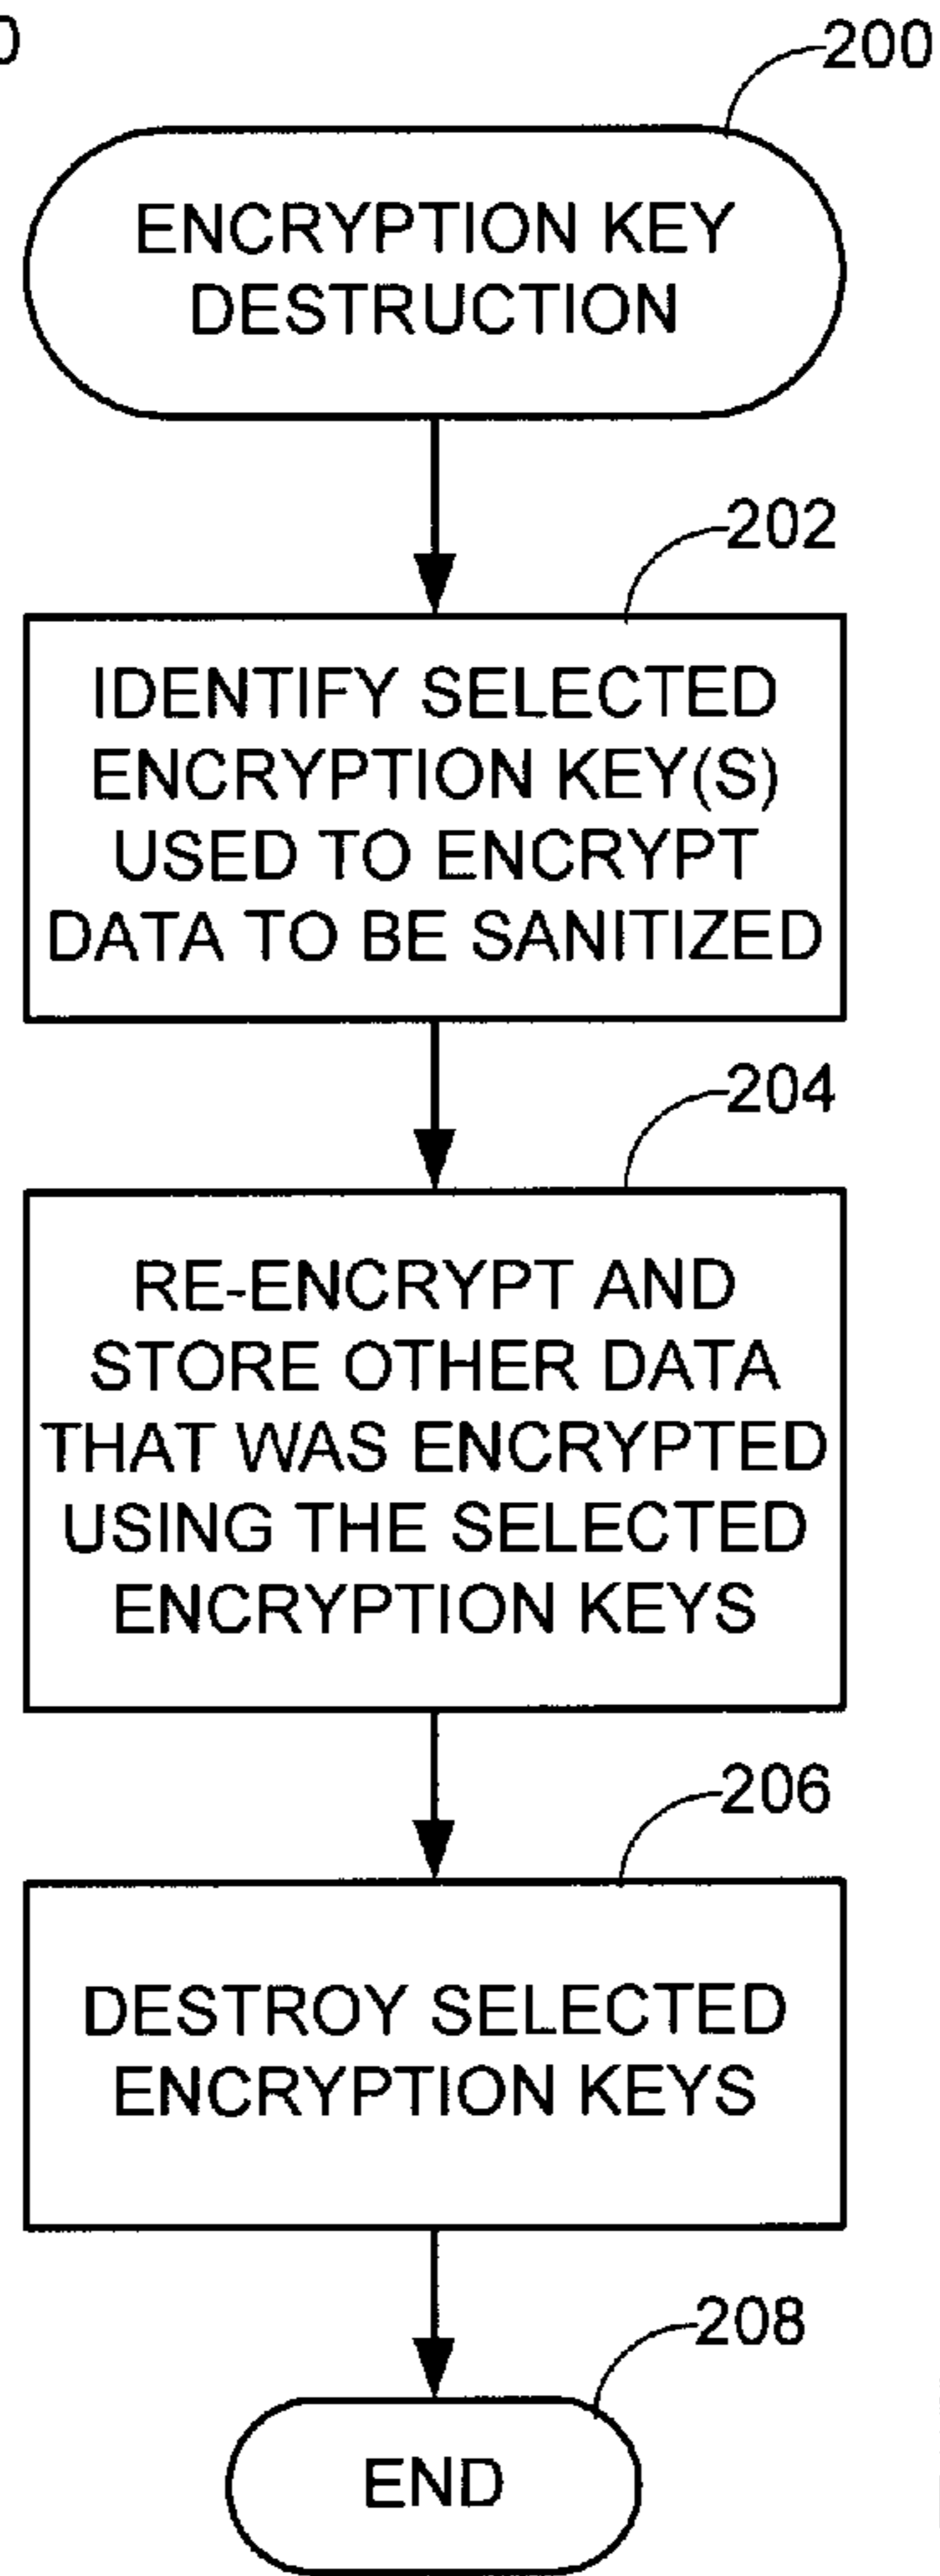 200
ENCRYPTION KEY
DESTRUCTION
202
IDENTIFY SELECTED
ENCRYPTION KEY(S)
USED TO ENCRYPT
DATA TO BE SANITIZED
204
RE-ENCRYPT AND
STORE OTHER DATA
THAT WAS ENCRYPTED
USING THE SELECTED
ENCRYPTION KEYS
206
DESTROY SELECTED
ENCRYPTION KEYS
208
END